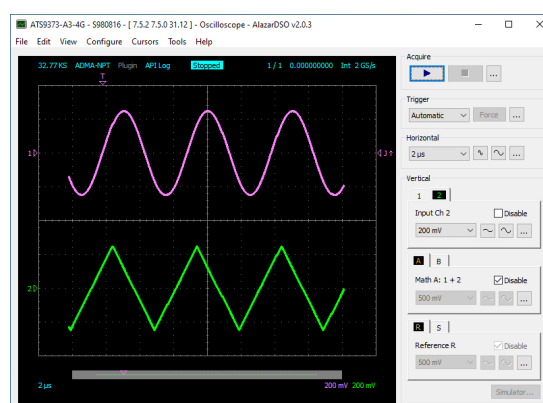 ATS9373-A3-4G - S980816 - [ 7.5.2 7.5.0 31.12 ] - Oscilloscope - AlazarDSO v2.0.3
File Edit View Configure Cursors Tools Help
32.77KS ADMA-NPT Plugin API Log Stopped 1 / 1 0.000000000 Int 2 GS/s
T
1
J
2
2 µs 200 mV 200 mV
Acquire
...
Trigger
Automatic Force ...
Horizontal
2 µs ...
Vertical
1 2
Input Ch 2 Disable
200 mV ...
A B
Math A: 1 + 2 Disable
500 mV ...
R S
Reference R Disable
500 mV ...
Simulator...